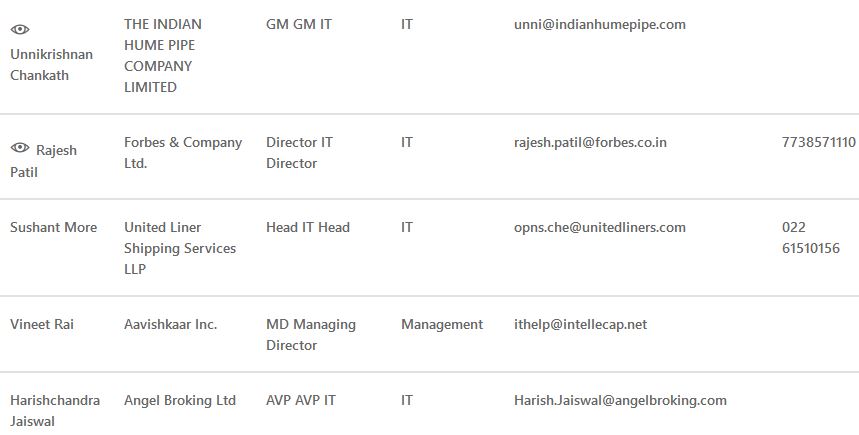 Unnikrishnan Chankath THE INDIAN HUME PIPE COMPANY LIMITED GM GM IT IT unni@indianhumepipe.com
Rajesh Patil Forbes & Company Ltd. Director IT Director IT rajesh.patil@forbes.co.in 7738571110
Sushant More United Liner Shipping Services LLP Head IT Head IT opns.che@unitedliners.com 022 61510156
Vineet Rai Aavishkaar Inc. MD Managing Director Management ithelp@intellecap.net
Harishchandra Jaiswal Angel Broking Ltd AVP AVP IT IT Harish.Jaiswal@angelbroking.com